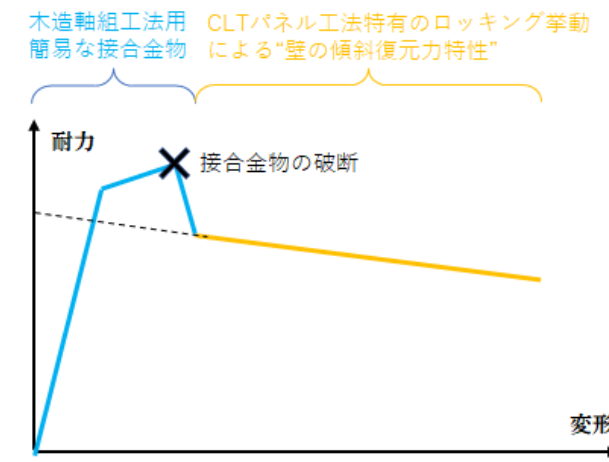 木造軸組工法用
簡易な接合金物
CLTパネル工法特有のロッキング挙動
による“壁の傾斜復元力特性”
耐力
接合金物の破断
変形